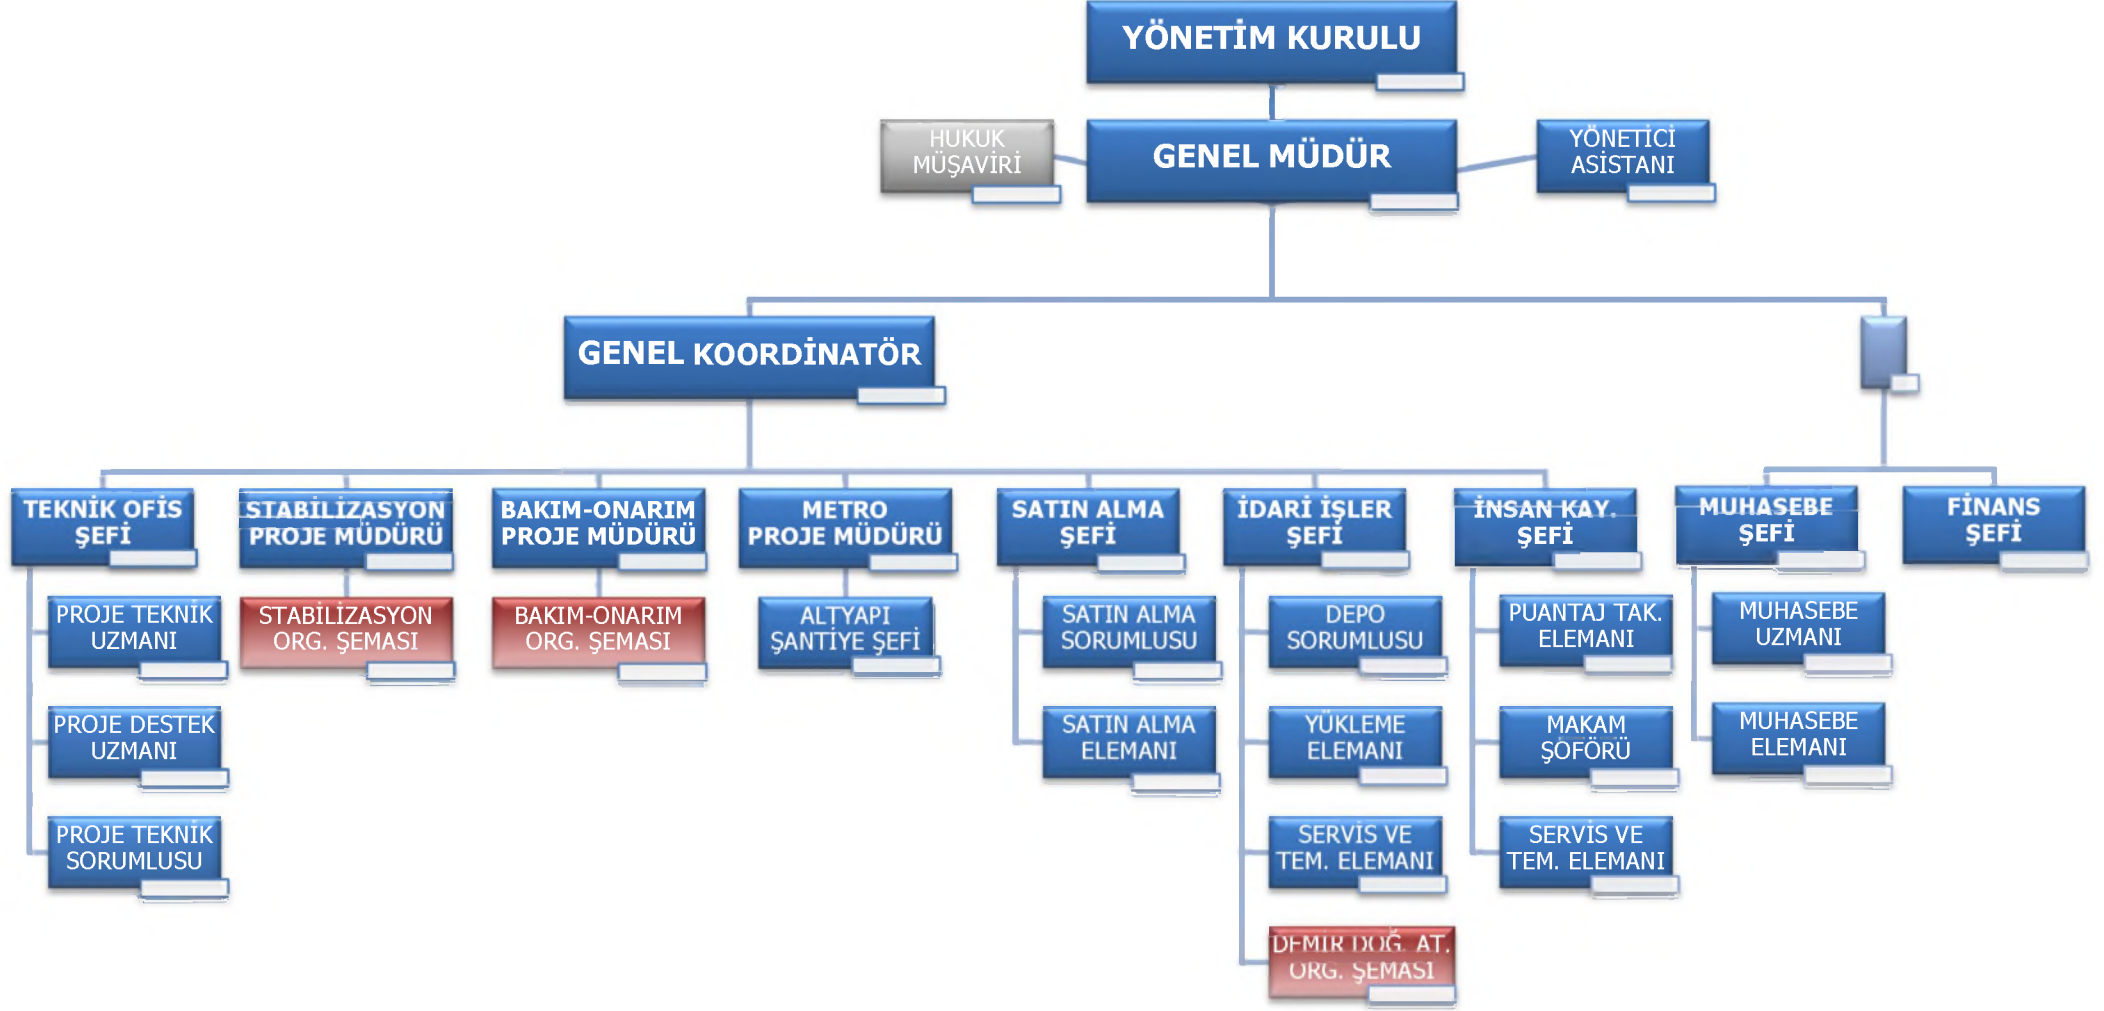 YÖNETİM KURULU
HUKUK
MÜŞAVİRİ
GENEL MÜDÜR
YÖNETİCİ
ASİSTANI
GENEL KOORDİNATÖR
TEKNİK OFİS
ŞEFİ
STABİLİZASYON
PROJE MÜDÜRÜ
BAKIM-ONARIM
PROJE MÜDÜRÜ
METRO
PROJE MÜDÜRÜ
SATIN ALMA
ŞEFİ
İDARİ İŞLER
ŞEFİ
İNSAN KAY.
ŞEFİ
MUHASEBE
ŞEFİ
FİNANS
ŞEFİ
PROJE TEKNİK
UZMANI
STABİLİZASYON
ORG. ŞEMASI
BAKIM-ONARIM
ORG. ŞEMASI
ALTYAPI
ŞANTİYE ŞEFİ
SATIN ALMA
SORUMLUSU
DEPO
SORUMLUSU
PUANTAJ TAK.
ELEMANI
MUHASEBE
UZMANI
PROJE DESTEK
UZMANI
SATIN ALMA
ELEMANI
YÜKLEME
ELEMANI
MAKAM
ŞÖFÖRÜ
MUHASEBE
ELEMANI
PROJE TEKNİK
SORUMLUSU
SERVİS VE
TEM. ELEMANI
SERVİS VE
TEM. ELEMANI
DEMİR DOĞ. AT.
ORG. ŞEMASI